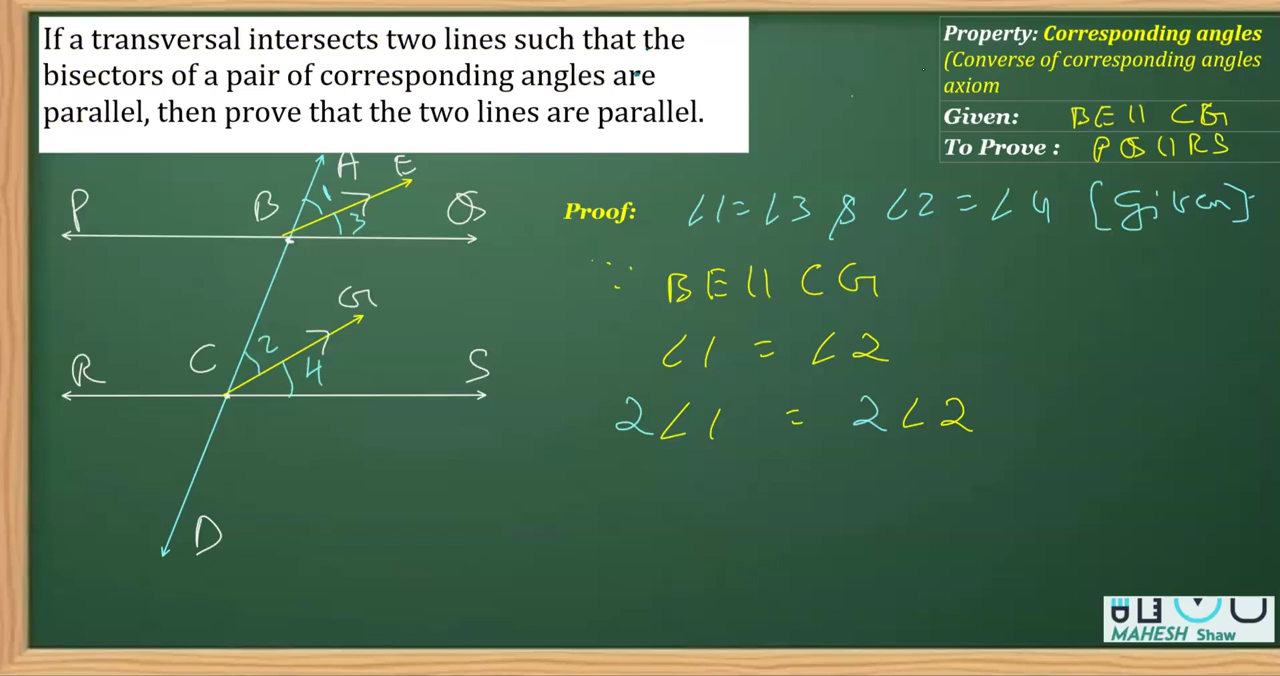 If a transversal intersects two lines such that the
bisectors of a pair of corresponding angles are
parallel, then prove that the two lines are parallel.
Property: Corresponding angles
(Converse of corresponding angles
axiom
Given: BE || CG
To Prove : PQ || RS
A E
P B 1 3 Q
G
R C 2 4 S
D
Proof: ∠1 = ∠3 & ∠2 = ∠4 [Given]
∵ BE || CG
∠1 = ∠2
2∠1 = 2∠2
MAHESH Shaw